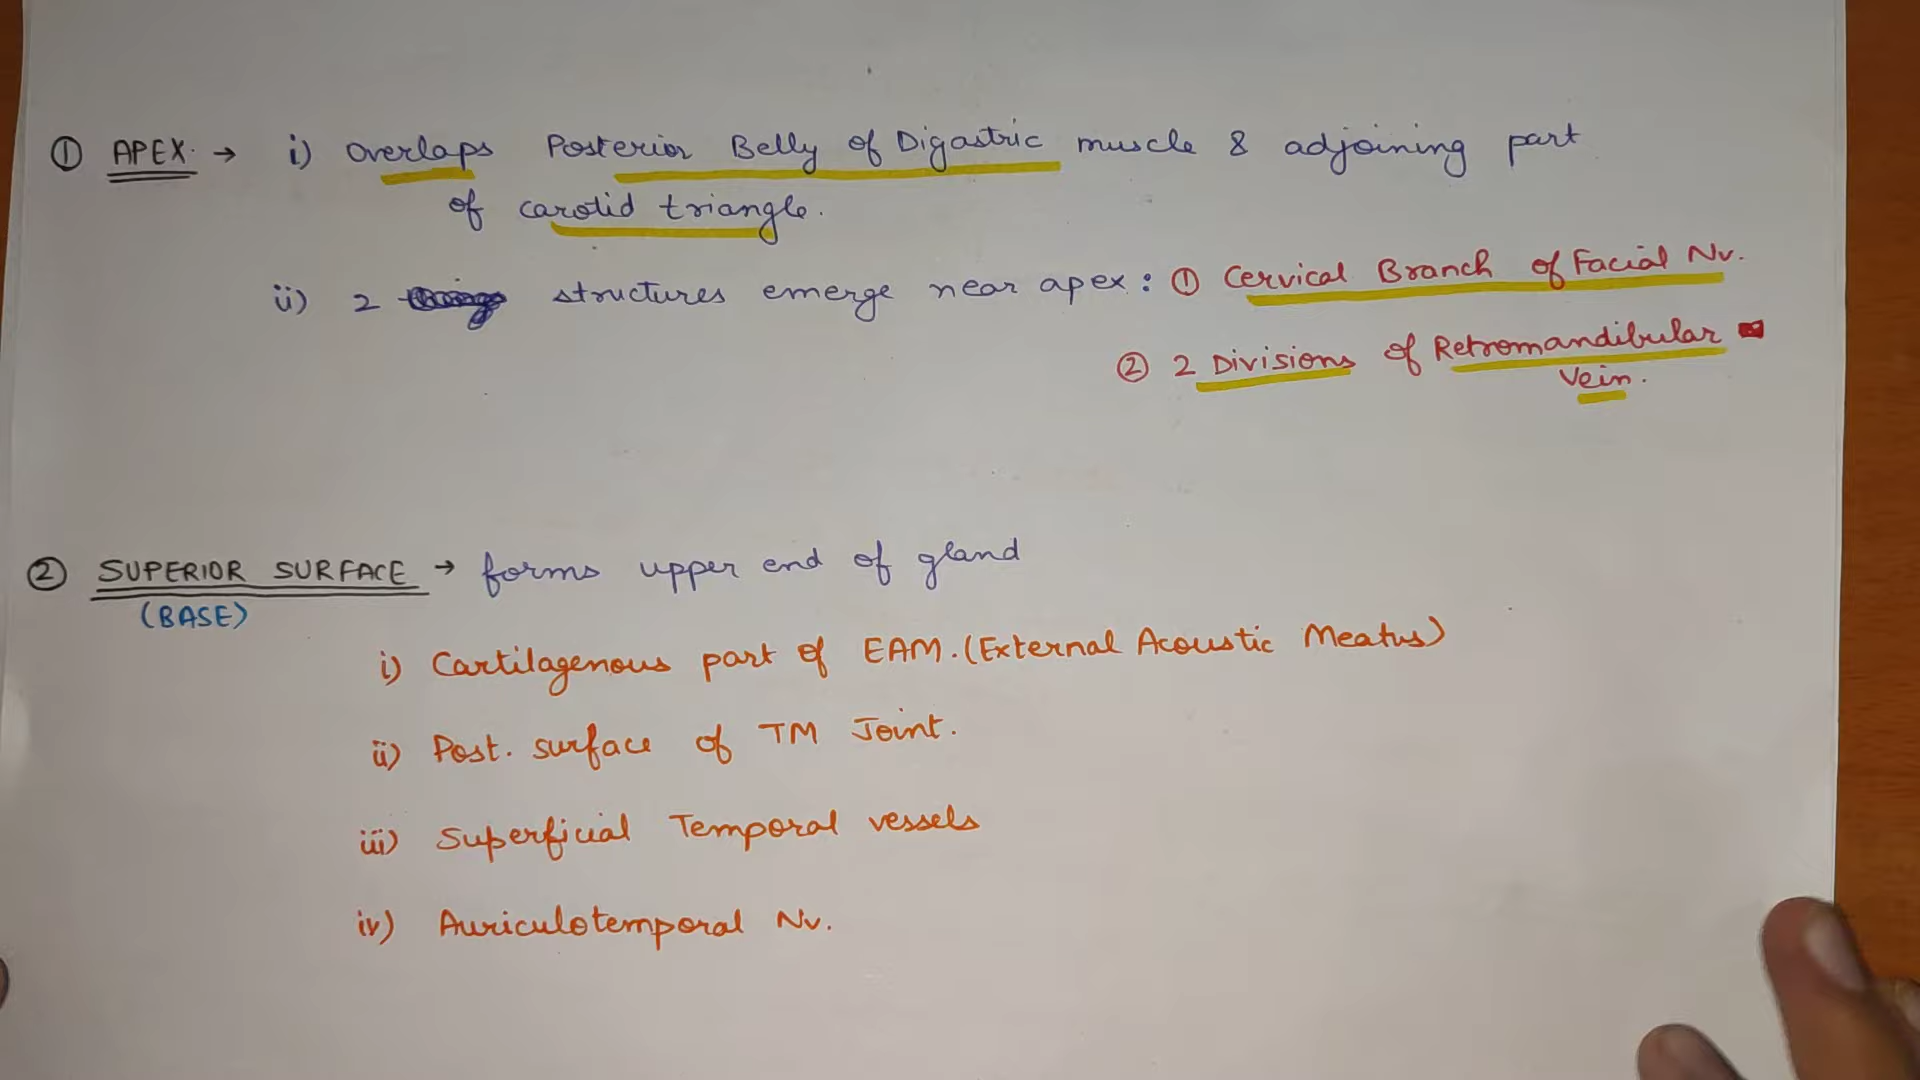 ① APEX. → i) Overlaps Posterior Belly of Digastric muscle & adjoining part
of carotid triangle.
ii) 2 structures emerge near apex: ① Cervical Branch of Facial Nv.
② 2 Divisions of Retromandibular
Vein.
② SUPERIOR SURFACE → forms upper end of gland
(BASE)
i) Cartilagenous part of EAM. (External Acoustic Meatus)
ii) Post. surface of TM Joint.
iii) Superficial Temporal vessels
iv) Auriculotemporal Nv.